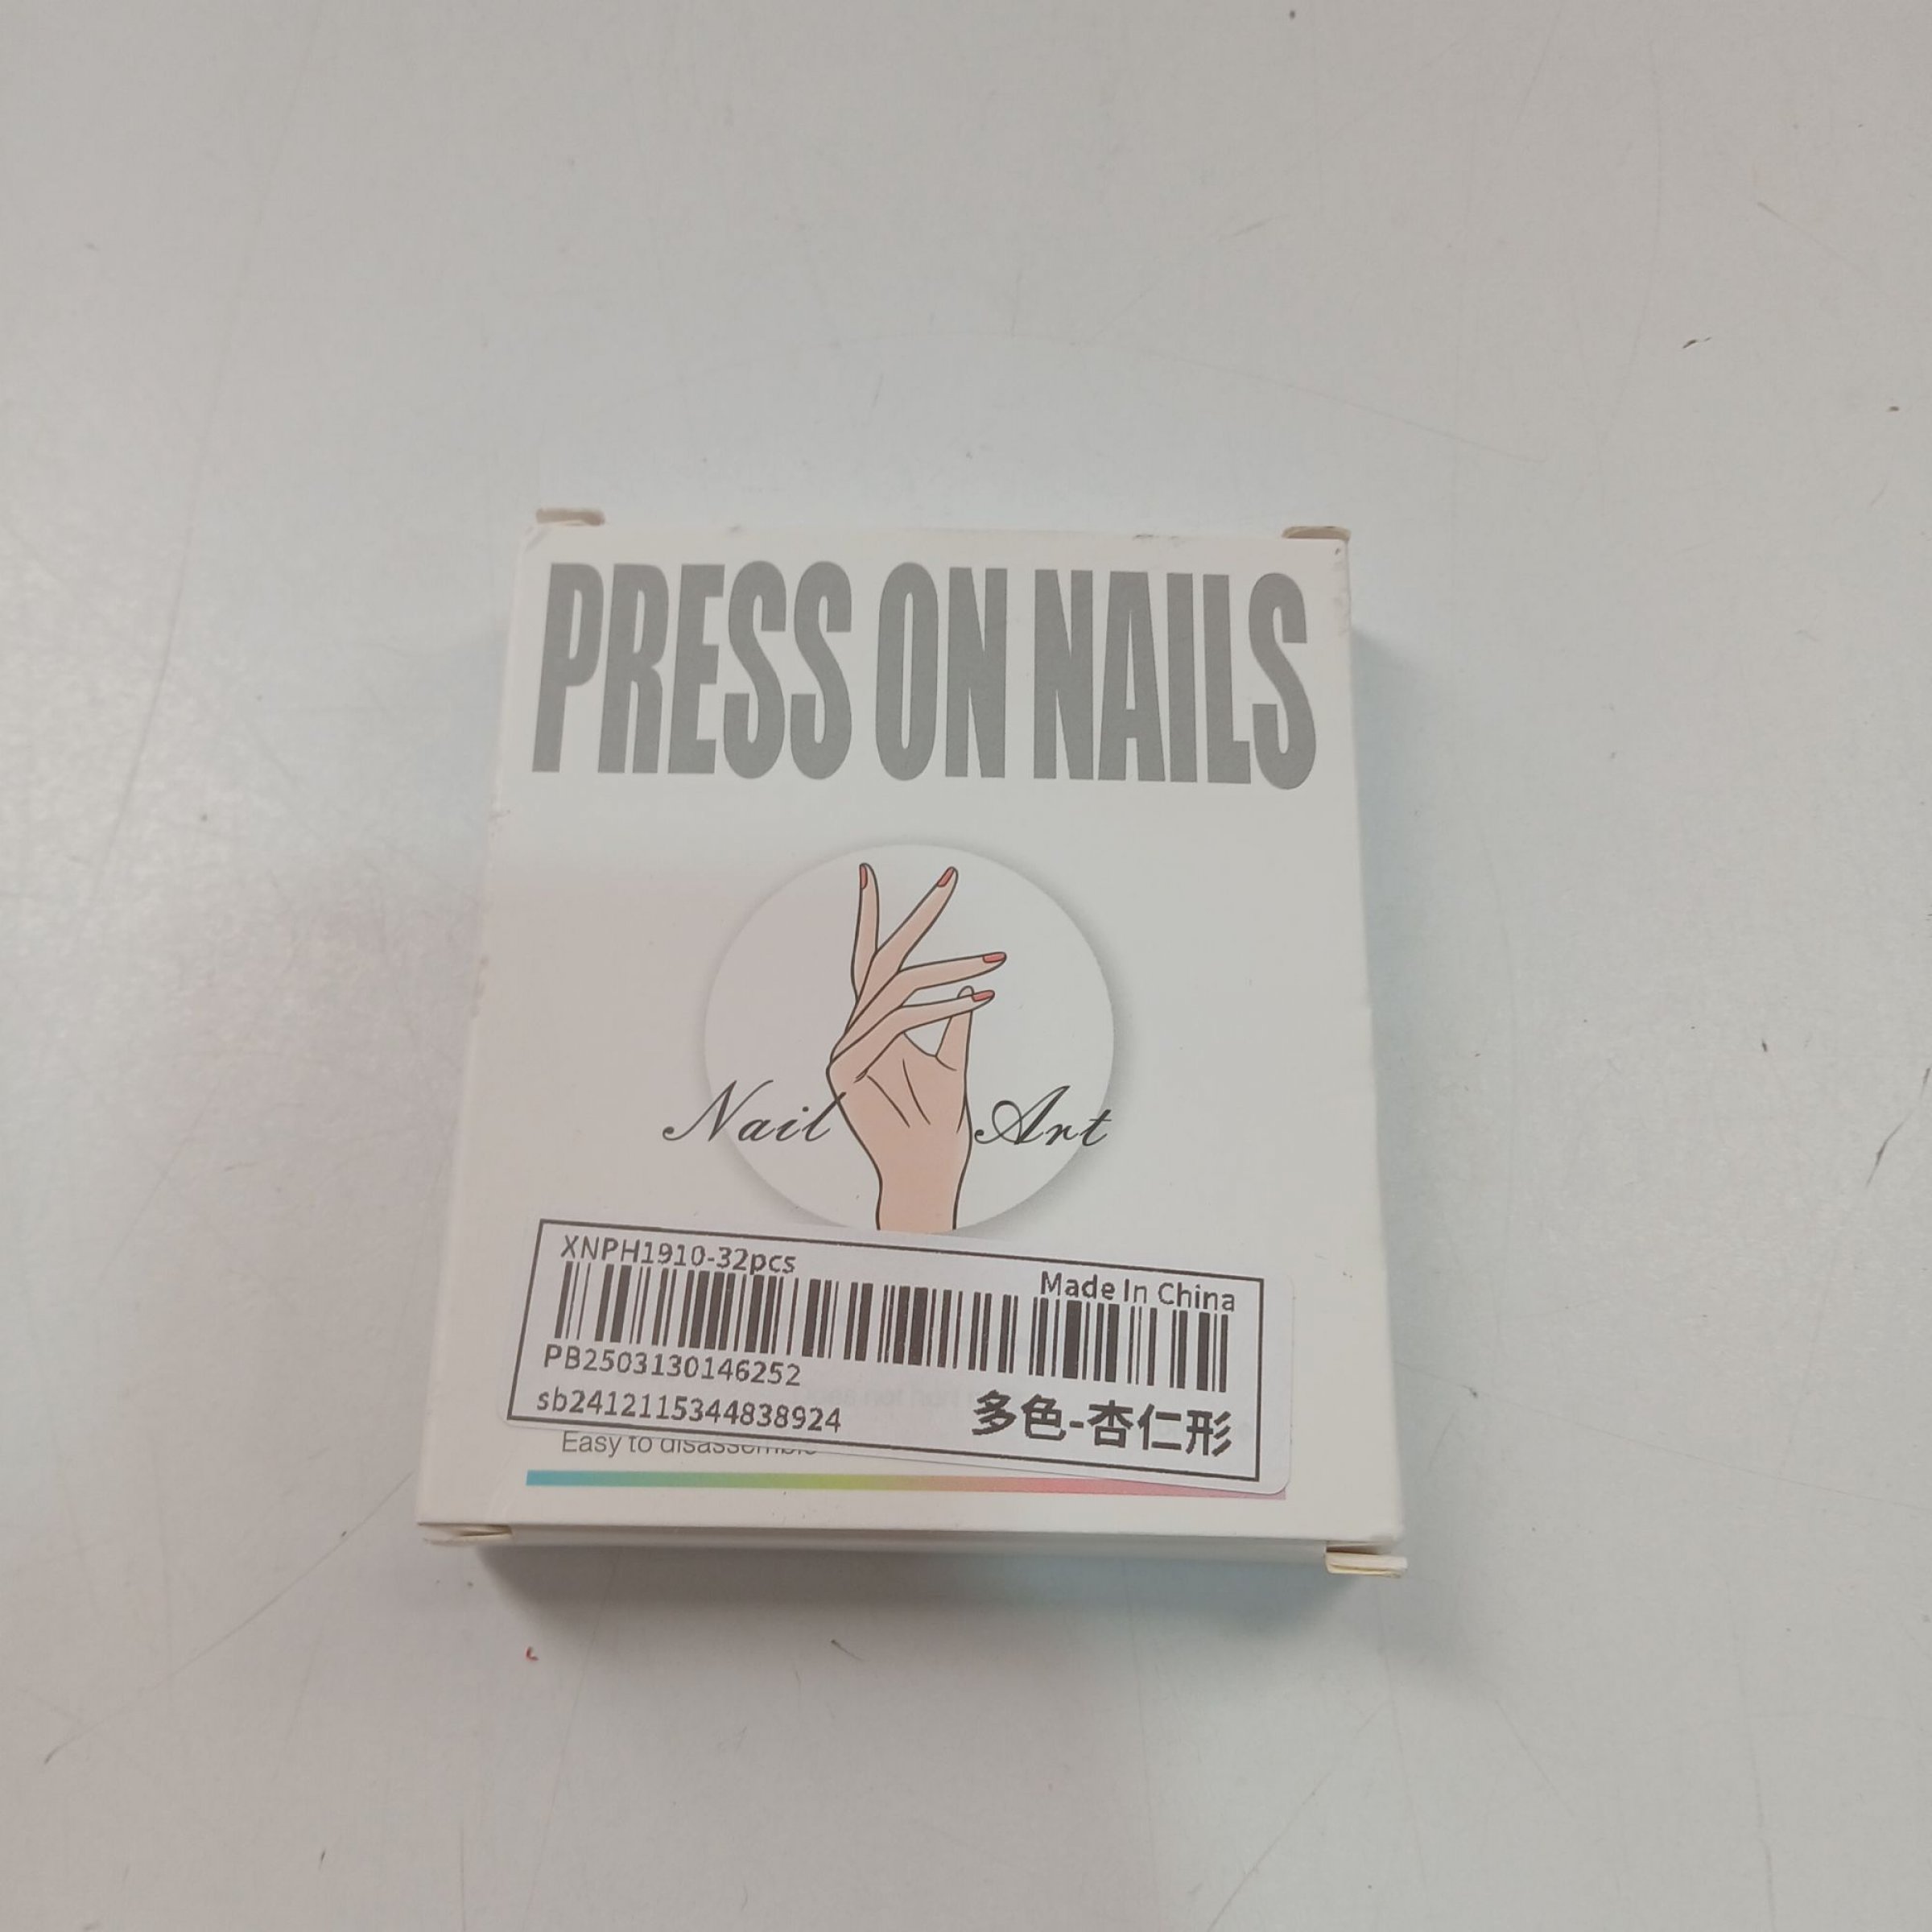 PRESS ON NAILS
Nail Art
XNPH1910-32pcs
Made In China
PB2503130146252
sb2412115344838924
多色-杏仁形
Easy to disassemble